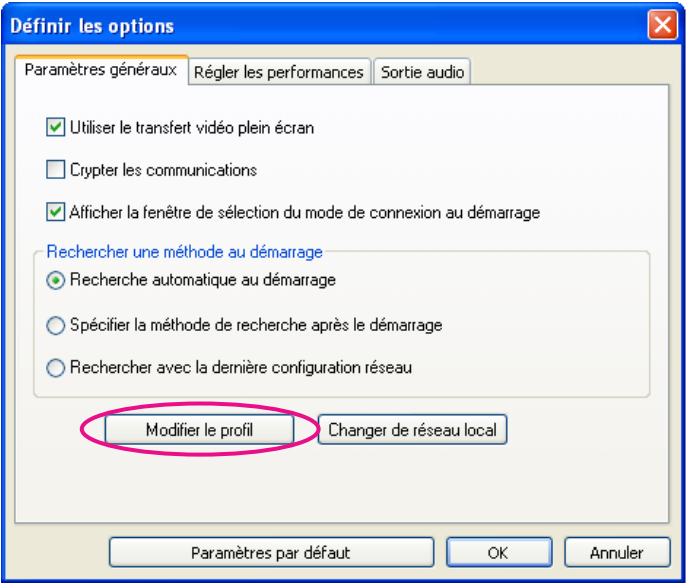 Définir les options
Paramètres généraux Régler les performances Sortie audio
Utiliser le transfert vidéo plein écran
Crypter les communications
Afficher la fenêtre de sélection du mode de connexion au démarrage
Rechercher une méthode au démarrage
Recherche automatique au démarrage
Spécifier la méthode de recherche après le démarrage
Rechercher avec la dernière configuration réseau
Modifier le profil Changer de réseau local
Paramètres par défaut OK Annuler